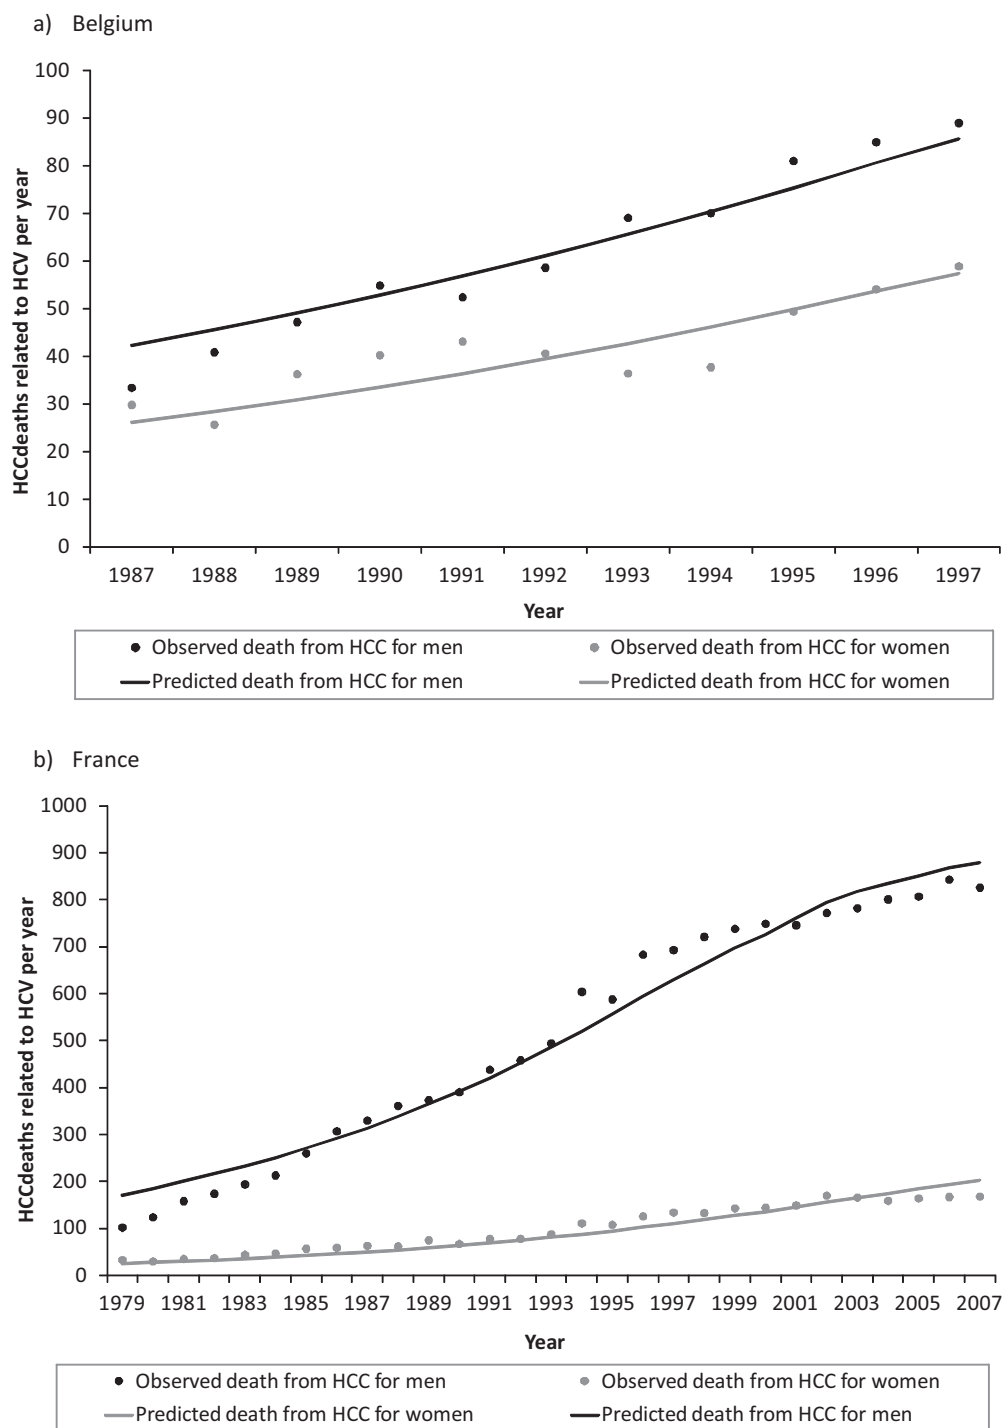 a) Belgium
100
90
80
70
60
50
40
30
20
10
0
HCCdeaths related to HCV per year
1987 1988 1989 1990 1991 1992 1993 1994 1995 1996 1997
Year
Observed death from HCC for men Observed death from HCC for women
Predicted death from HCC for men Predicted death from HCC for women
b) France
1000
900
800
700
600
500
400
300
200
100
0
HCCdeaths related to HCV per year
1979 1981 1983 1985 1987 1989 1991 1993 1995 1997 1999 2001 2003 2005 2007
Year
Observed death from HCC for men Observed death from HCC for women
Predicted death from HCC for women Predicted death from HCC for men